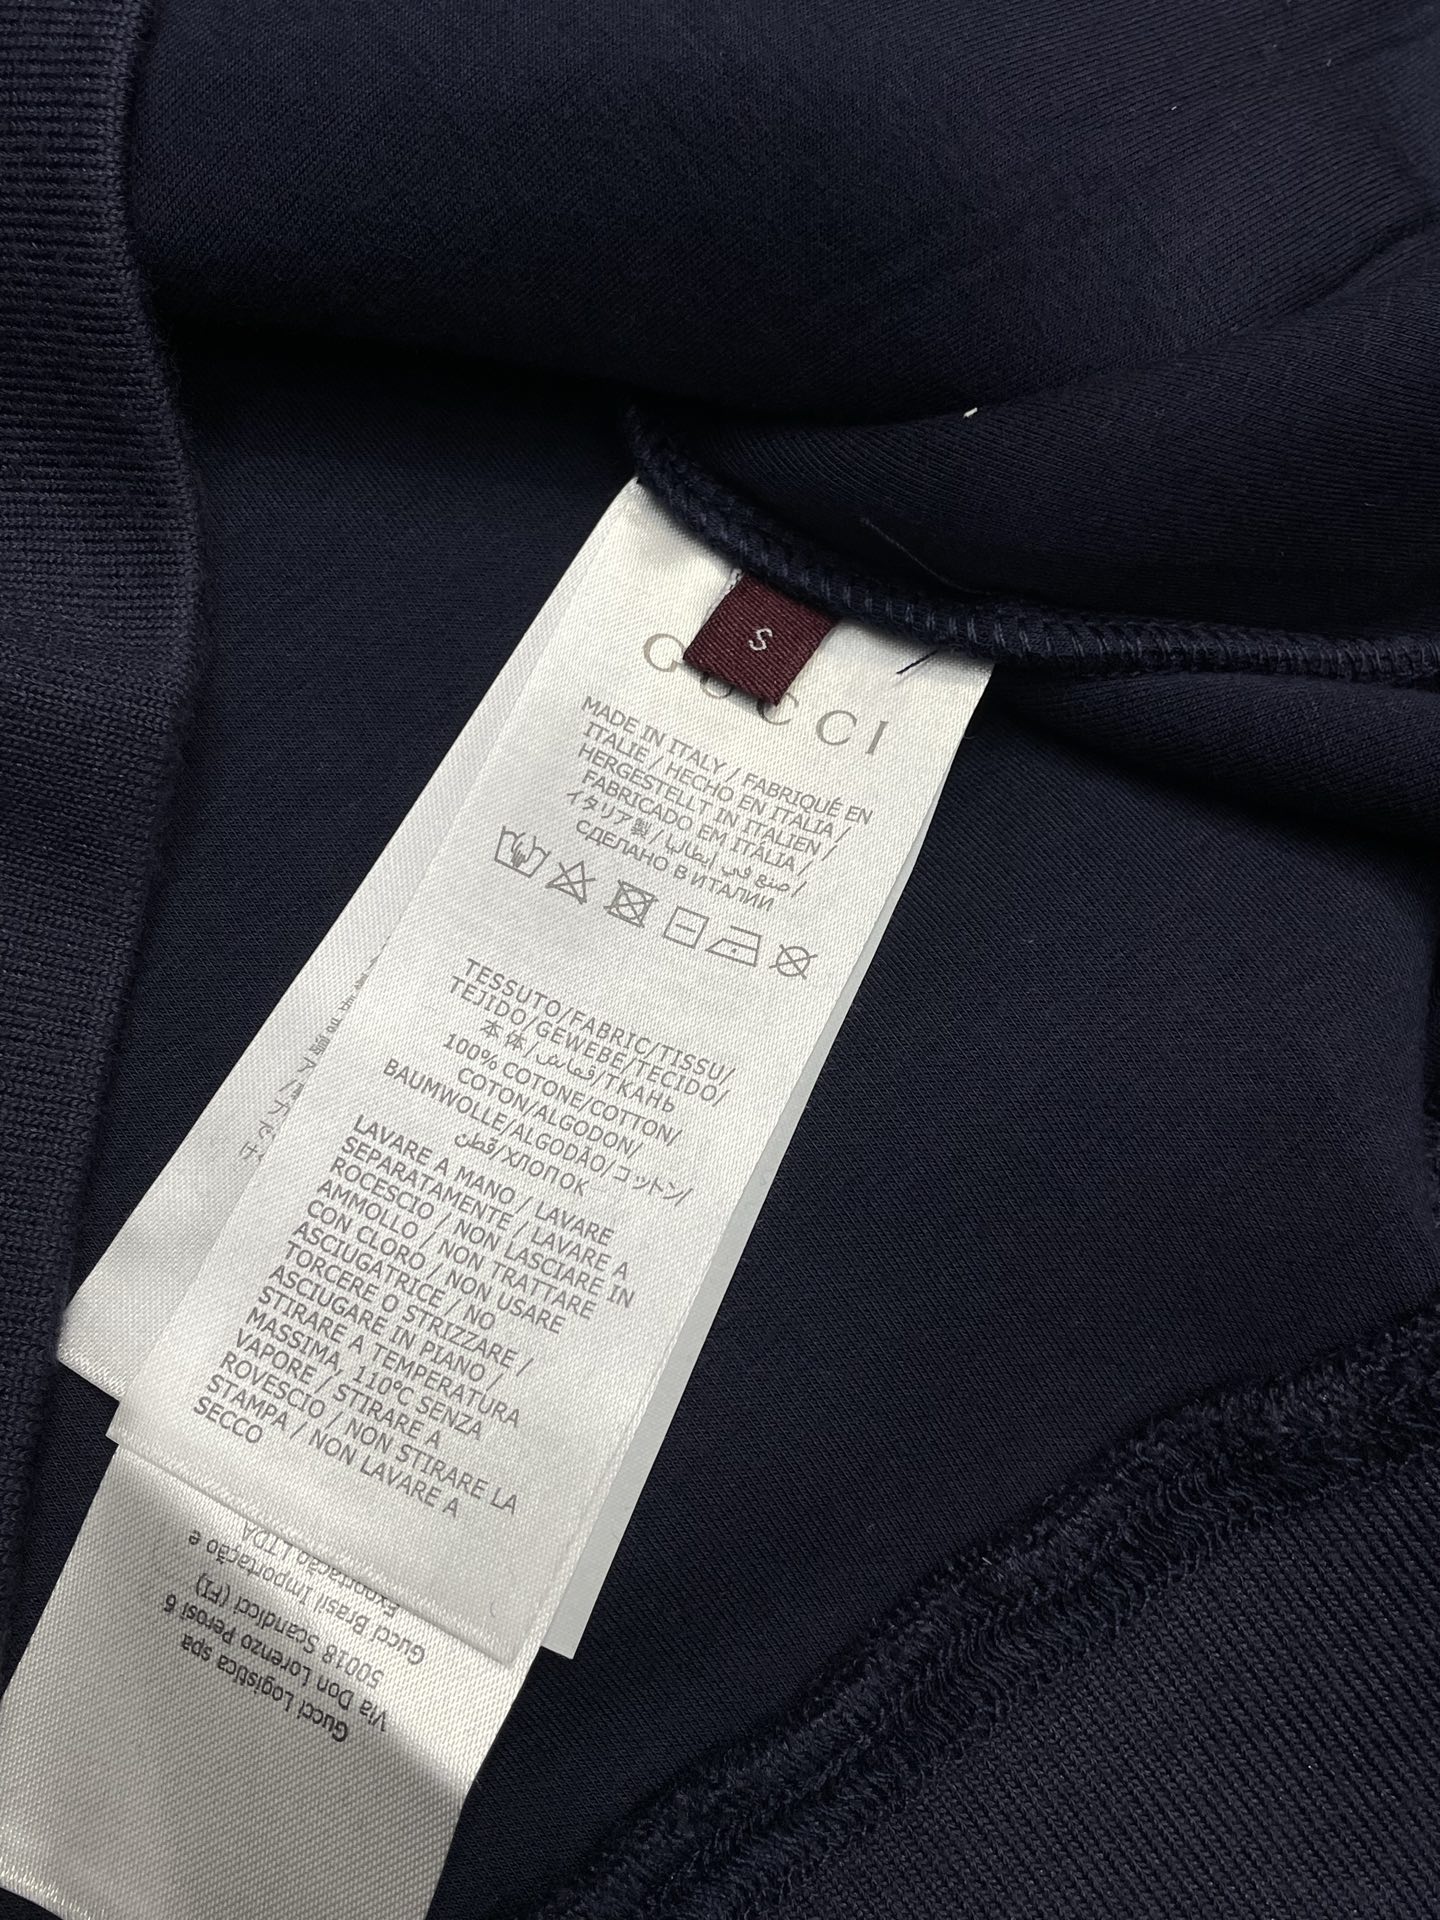 S
GUCCI
MADE IN ITALY / FABRIQUÉ EN
ITALIE / HECHO EN ITALIA /
HERGESTELLT IN ITALIEN /
FABRICADO EM ITÁLIA /
イタリア製 / صنع في إيطاليا /
СДЕЛАНО В ИТАЛИИ
TESSUTO/FABRIC/TISSU/
TEJIDO/GEWEBE/TECIDO/
本体/قماش/ТКАНЬ
100% COTONE/COTTON/
COTON/ALGODON/
BAUMWOLLE/ALGODÃO/コットン/
قطن/ХЛОПОК
LAVARE A MANO / LAVARE
SEPARATAMENTE / LAVARE A
ROCESCIO / NON LASCIARE IN
AMMOLLO / NON TRATTARE
CON CLORO / NON USARE
ASCIUGATRICE / NO
TORCERE O STRIZZARE /
ASCIUGARE IN PIANO /
STIRARE A TEMPERATURA
MASSIMA, 110°C SENZA
VAPORE / STIRARE A
ROVESCIO / NON STIRARE LA
STAMPA / NON LAVARE A
SECCO
Gucci Logistica spa
Via Don Lorenzo Perosi 6
50018 Scandicci (FI)
Gucci Brasil Importação e
Exportação LTDA